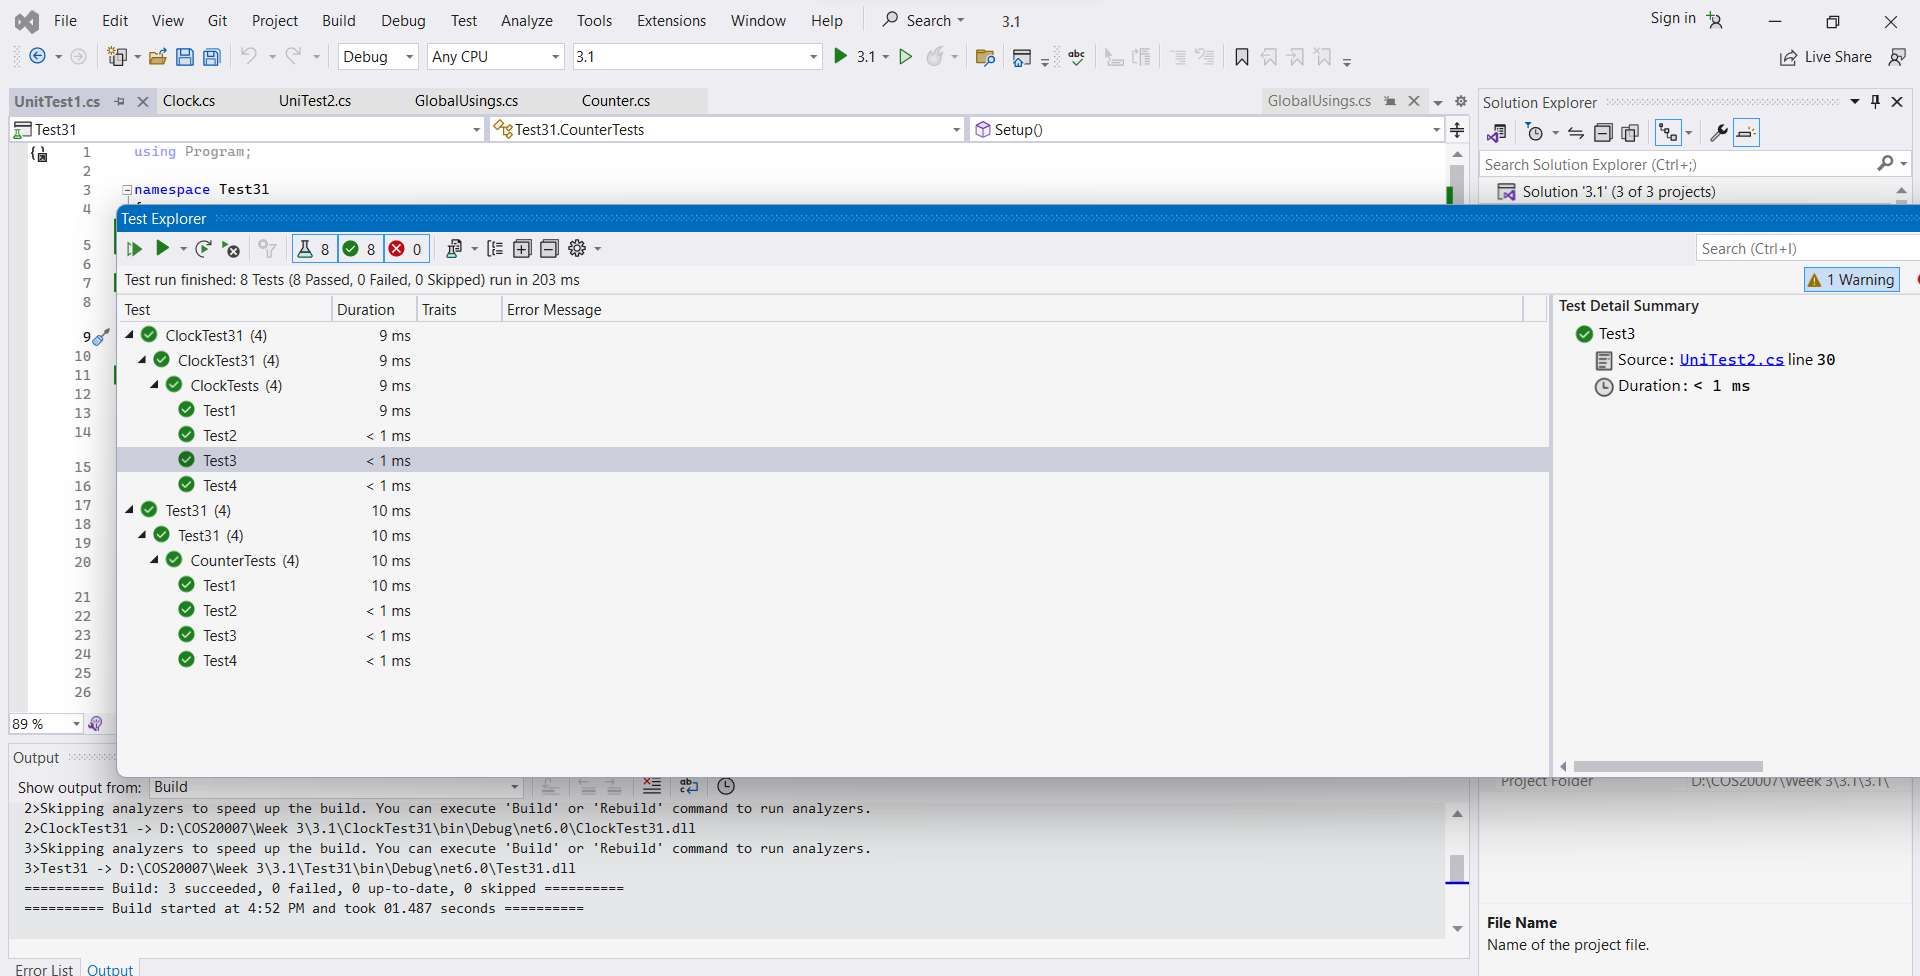 File Edit View Git Project Build Debug Test Analyze Tools Extensions Window Help Search 3.1 Sign in
Debug Any CPU 3.1 3.1 Live Share
UnitTest1.cs Clock.cs UniTest2.cs GlobalUsings.cs Counter.cs GlobalUsings.cs Solution Explorer
Test31 Test31.CounterTests Setup()
1 using Program; Search Solution Explorer (Ctrl+;)
2
3 namespace Test31 Solution '3.1' (3 of 3 projects)
4
Test Explorer
5 8 8 0 Search (Ctrl+I)
6
7 Test run finished: 8 Tests (8 Passed, 0 Failed, 0 Skipped) run in 203 ms 1 Warning
8 Test Duration Traits Error Message Test Detail Summary
9 ClockTest31 (4) 9 ms Test3
10 ClockTest31 (4) 9 ms Source: UniTest2.cs line 30
11 ClockTests (4) 9 ms Duration: < 1 ms
12
13 Test1 9 ms
14 Test2 < 1 ms
15 Test3 < 1 ms
16 Test4 < 1 ms
17 Test31 (4) 10 ms
18
19 Test31 (4) 10 ms
20 CounterTests (4) 10 ms
21 Test1 10 ms
22 Test2 < 1 ms
23 Test3 < 1 ms
24 Test4 < 1 ms
25
26
89 %
Output
Show output from: Build Project Folder D:\COS20007\Week 3\3.1\3.1\
2>Skipping analyzers to speed up the build. You can execute 'Build' or 'Rebuild' command to run analyzers.
2>ClockTest31 -> D:\COS20007\Week 3\3.1\ClockTest31\bin\Debug\net6.0\ClockTest31.dll
3>Skipping analyzers to speed up the build. You can execute 'Build' or 'Rebuild' command to run analyzers.
3>Test31 -> D:\COS20007\Week 3\3.1\Test31\bin\Debug\net6.0\Test31.dll
========== Build: 3 succeeded, 0 failed, 0 up-to-date, 0 skipped ==========
========== Build started at 4:52 PM and took 01.487 seconds ==========
File Name
Name of the project file.
Error List Output